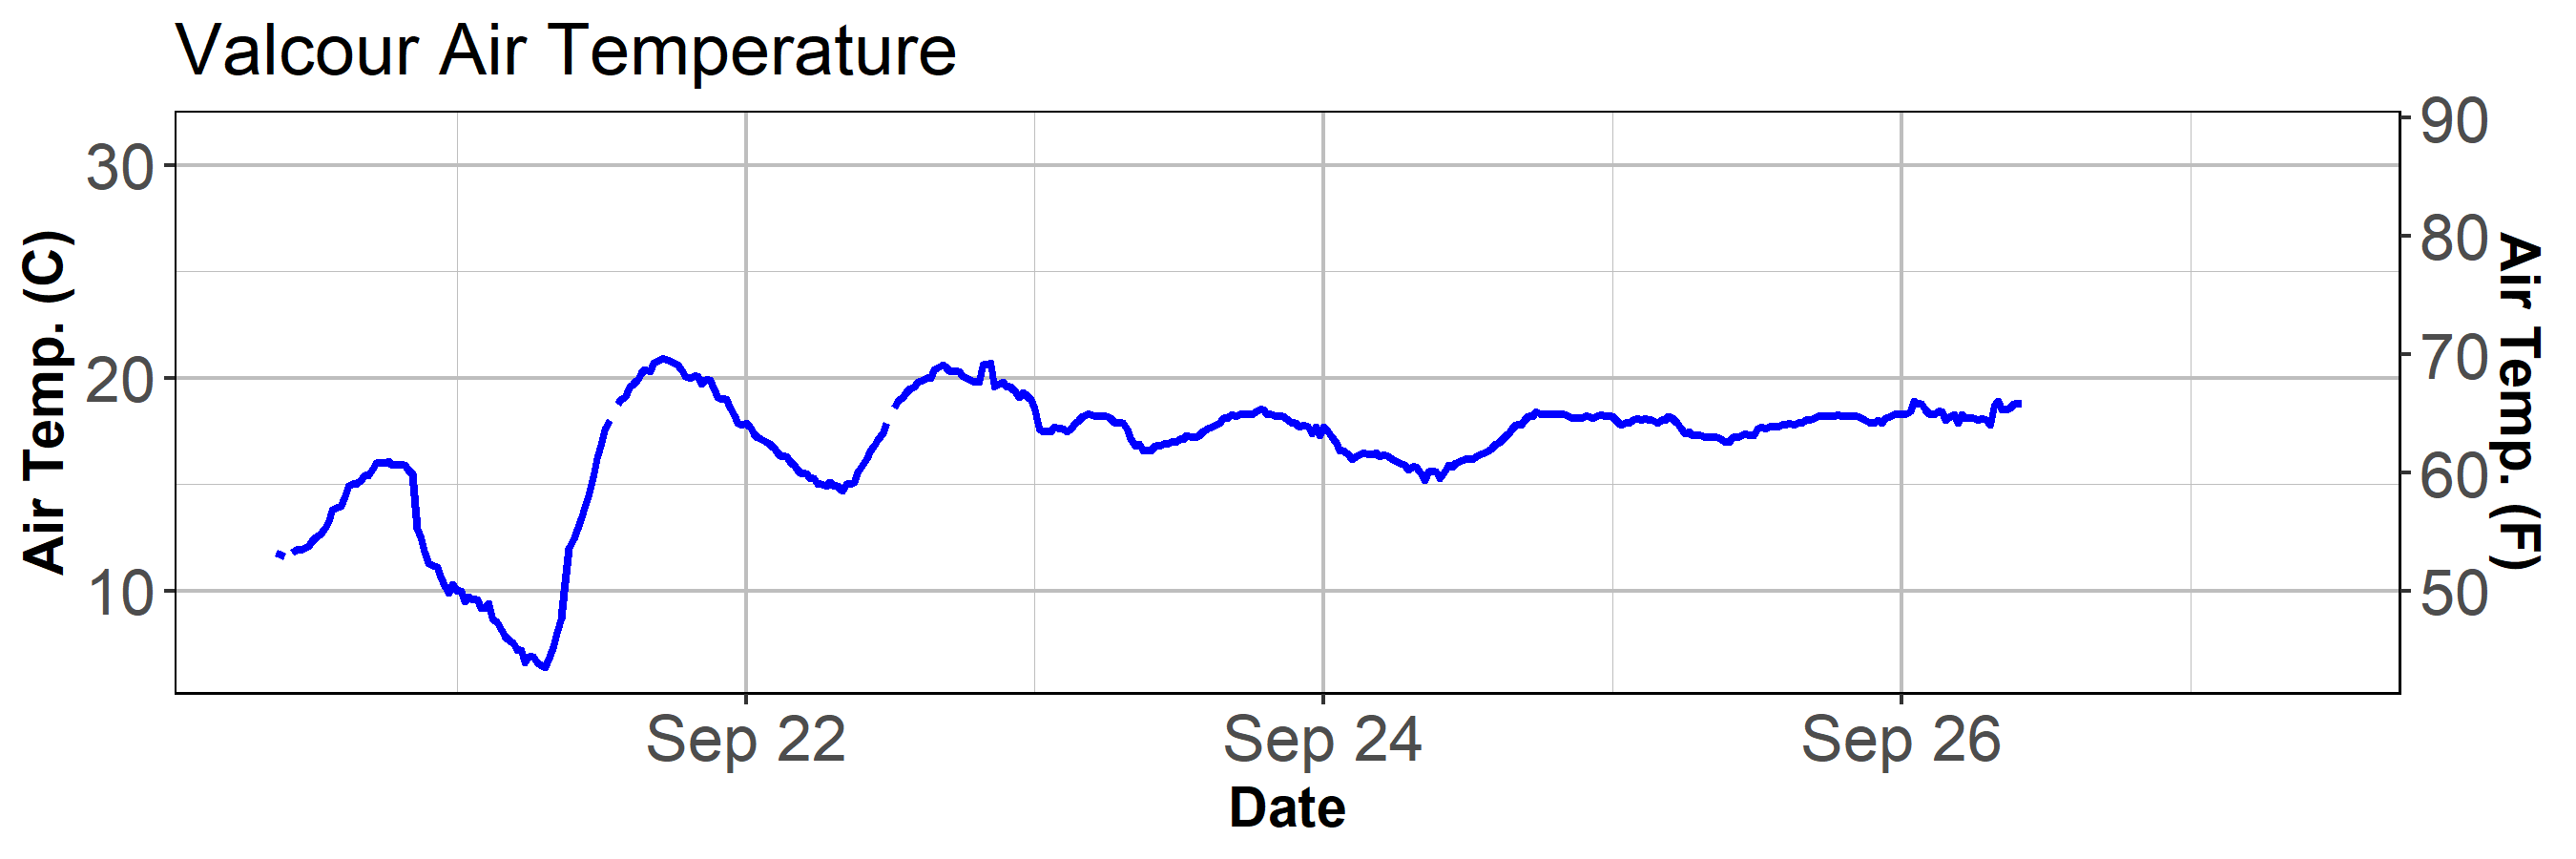 Valcour Air Temperature
Air Temp. (C)
30
20
10
90
80
70
60
50
Air Temp. (F)
Sep 22
Sep 24
Sep 26
Date